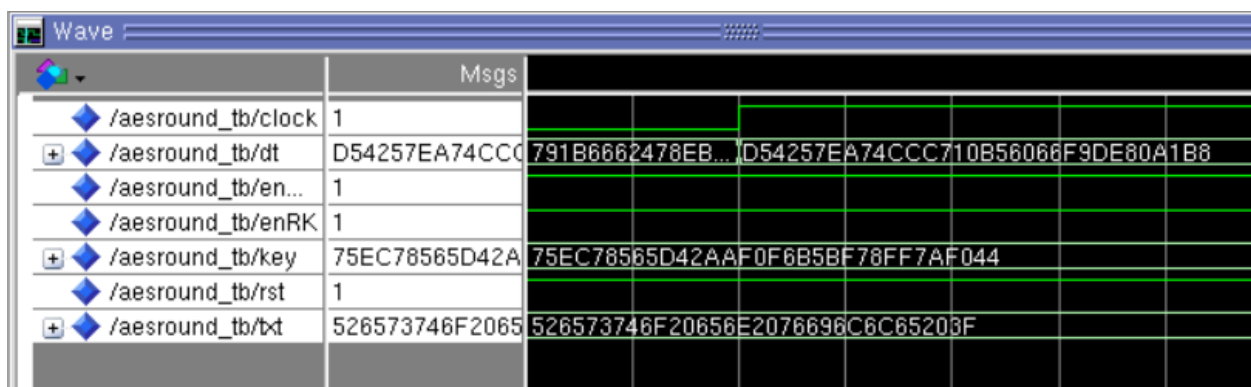 Wave
Msgs
/aesround_tb/clock 1
/aesround_tb/dt D54257EA74CCC 791B6662478EB... D54257EA74CCC710B56066F9DE80A1B8
/aesround_tb/en... 1
/aesround_tb/enRK 1
/aesround_tb/key 75EC78565D42A 75EC78565D42AAF0F6B5BF78FF7AF044
/aesround_tb/rst 1
/aesround_tb/txt 526573746F2065 526573746F20656E2076696C6C65203F